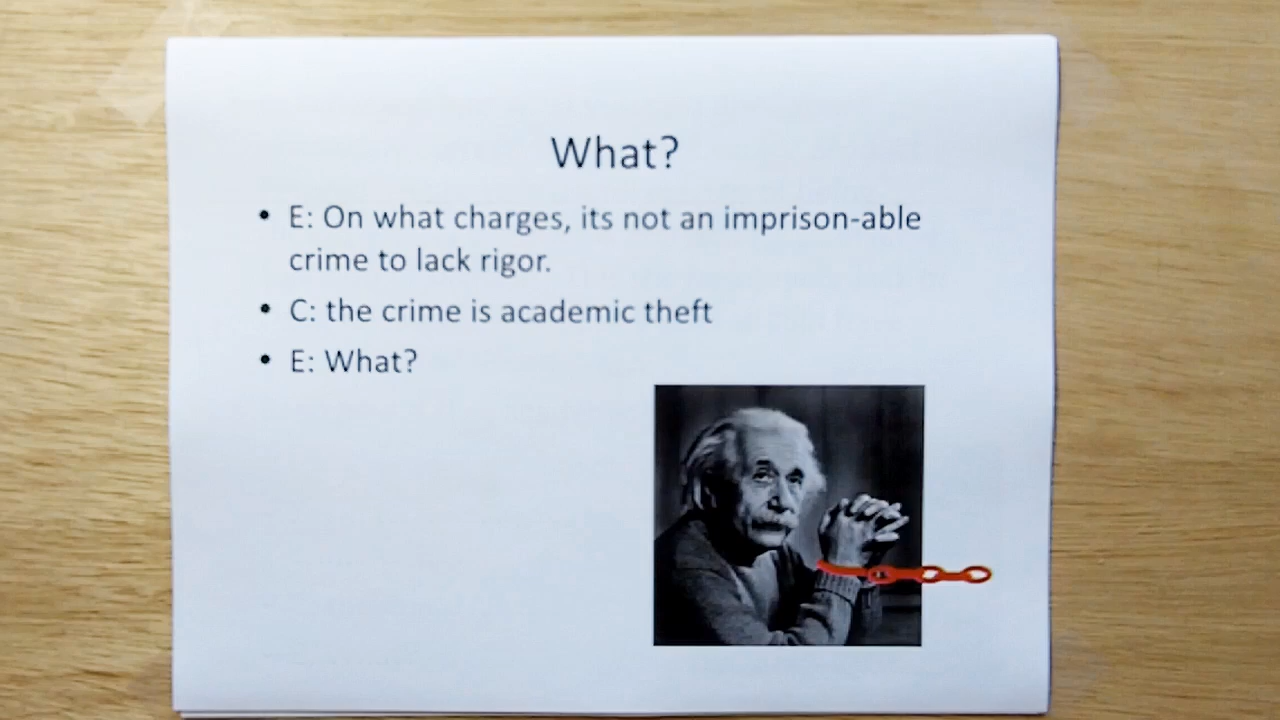 What?
• E: On what charges, its not an imprison-able
crime to lack rigor.
• C: the crime is academic theft
• E: What?